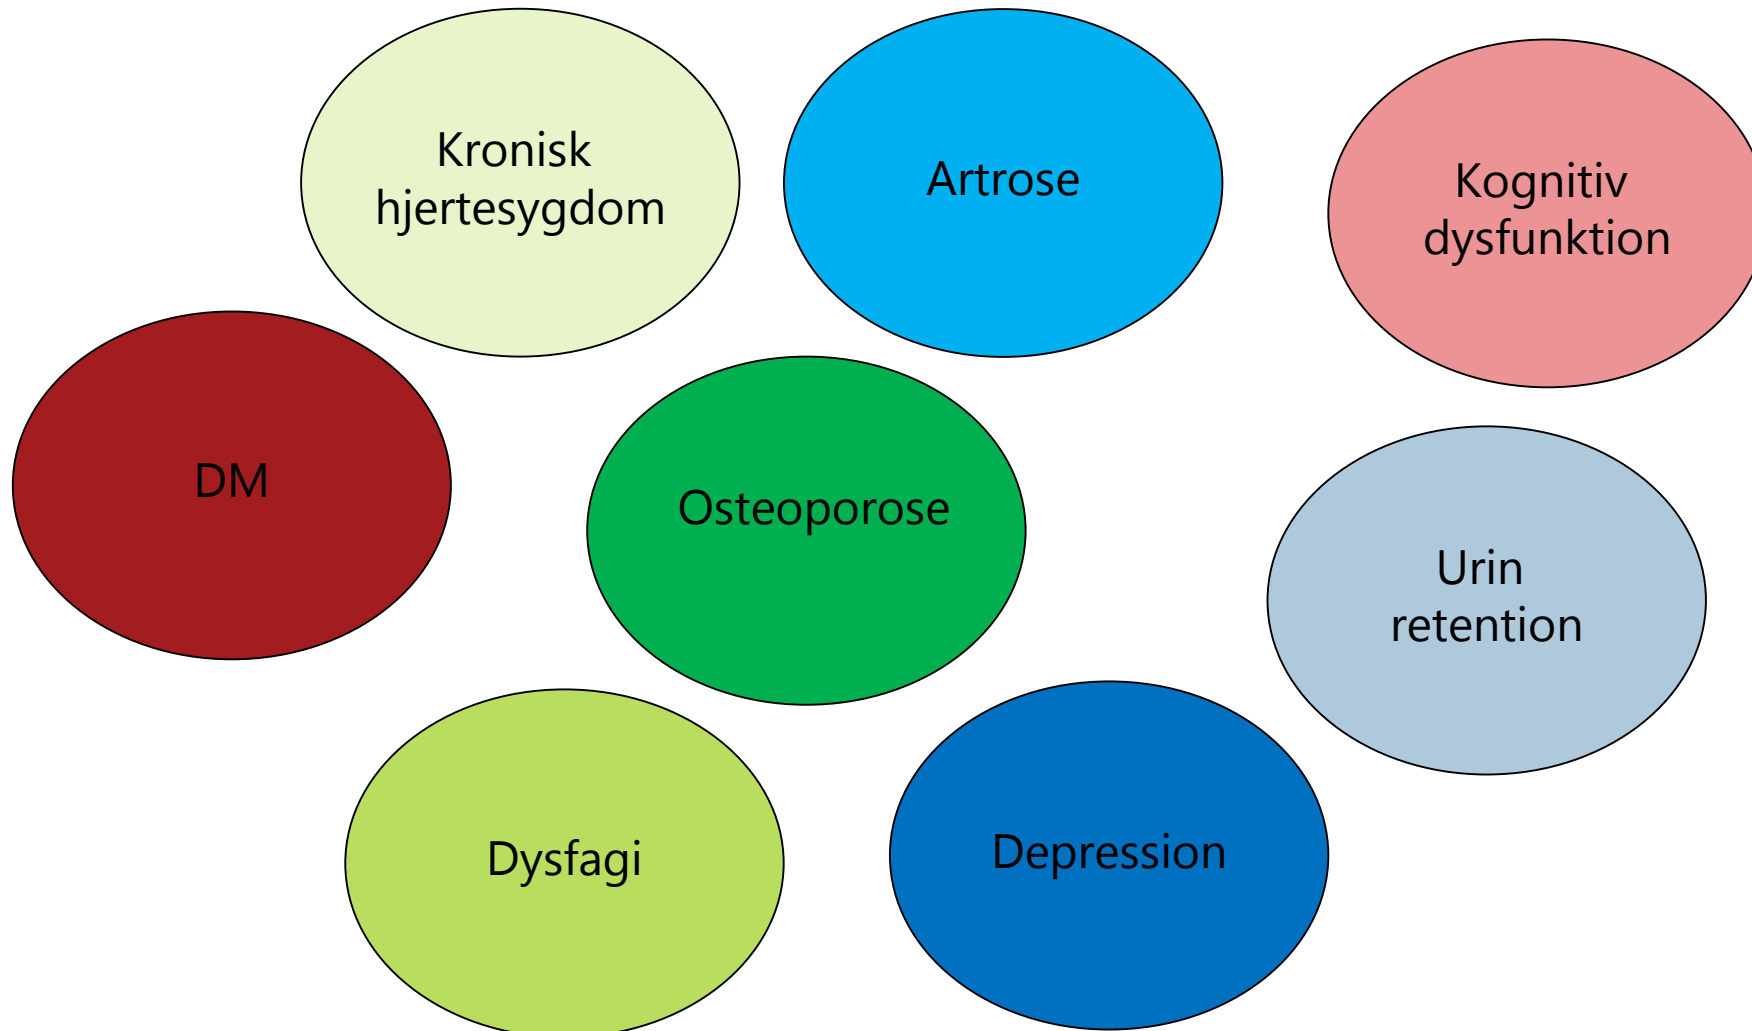 Kronisk
hjertesygdom
Artrose
Kognitiv
dysfunktion
DM
Osteoporose
Urin
retention
Dysfagi
Depression